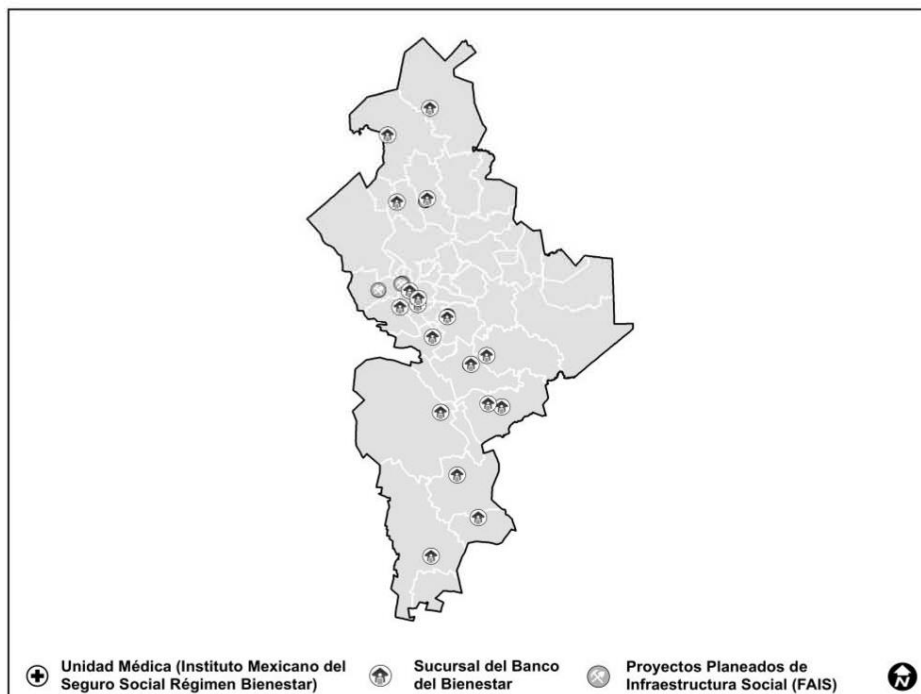 Unidad Médica (Instituto Mexicano del
Seguro Social Régimen Bienestar)
Sucursal del Banco
del Bienestar
Proyectos Planeados de
Infraestructura Social (FAIS)
N